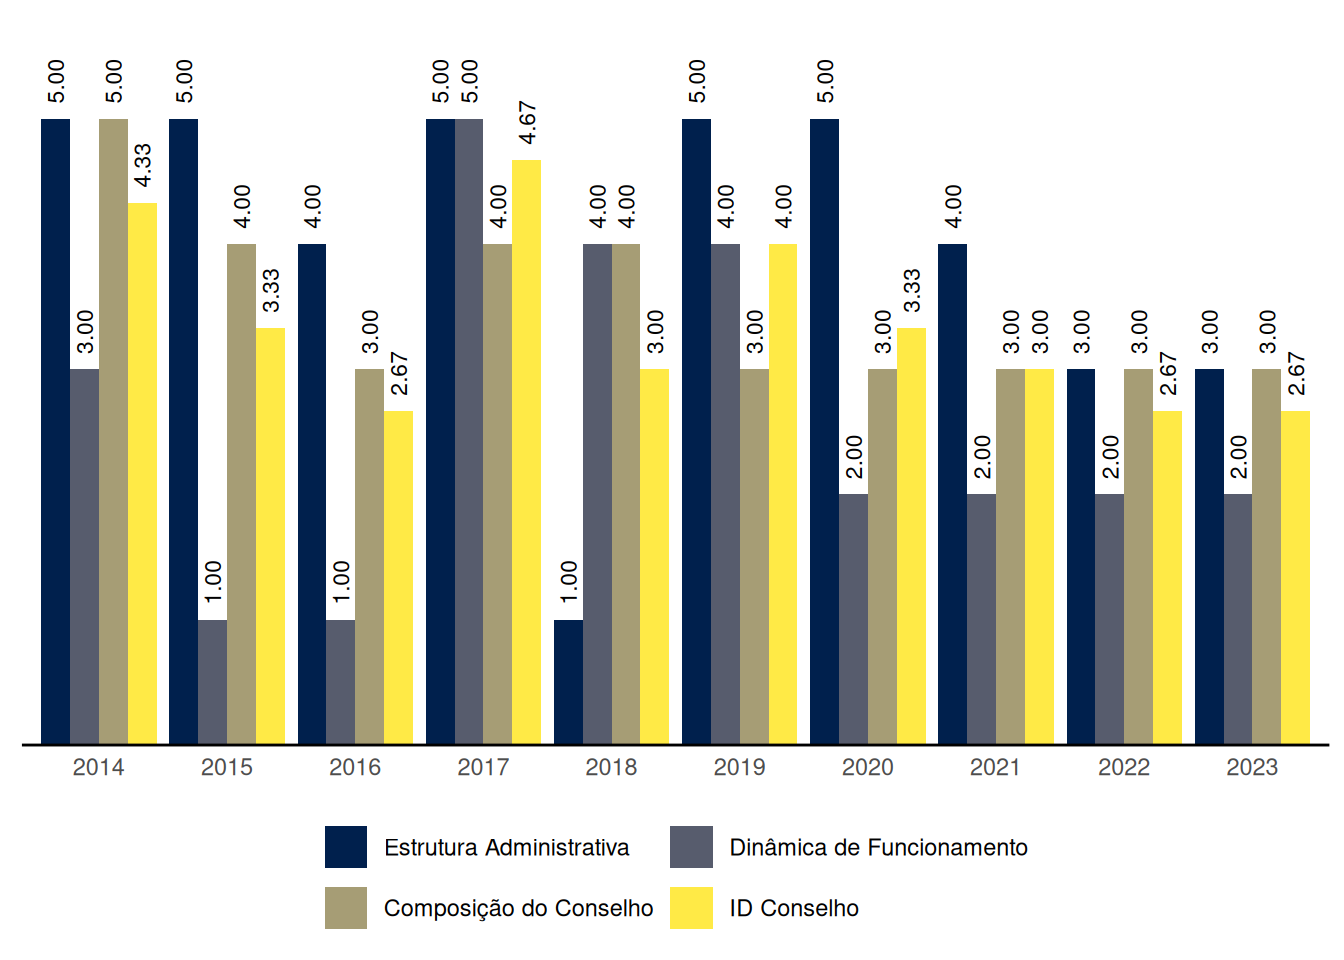 5.00 3.00 5.00 4.33 5.00 1.00 4.00 3.33 4.00 1.00 3.00 2.67 5.00 5.00 4.00 4.67 1.00 4.00 4.00 3.00 5.00 4.00 3.00 4.00 5.00 2.00 3.00 3.33 4.00 2.00 3.00 3.00 3.00 2.00 3.00 2.67 3.00 2.00 3.00 2.67
2014 2015 2016 2017 2018 2019 2020 2021 2022 2023
Estrutura Administrativa Dinâmica de Funcionamento
Composição do Conselho ID Conselho